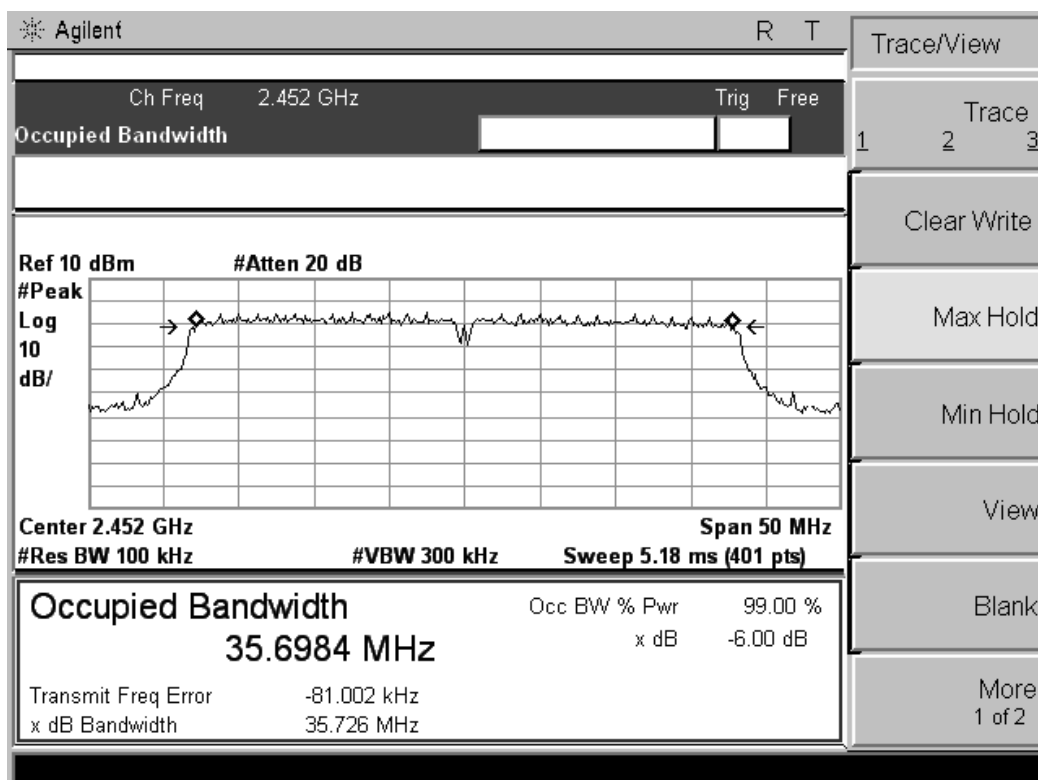 Agilent R T
Trace/View
Ch Freq 2.452 GHz Trig Free
Occupied Bandwidth
Trace
1 2 3
Clear Write
Ref 10 dBm #Atten 20 dB
#Peak
Log
10
dB/
Max Hold
Min Hold
View
Center 2.452 GHz Span 50 MHz
#Res BW 100 kHz #VBW 300 kHz Sweep 5.18 ms (401 pts)
Occupied Bandwidth
35.6984 MHz
Occ BW % Pwr 99.00 %
x dB -6.00 dB
Transmit Freq Error -81.002 kHz
x dB Bandwidth 35.726 MHz
Blank
More
1 of 2